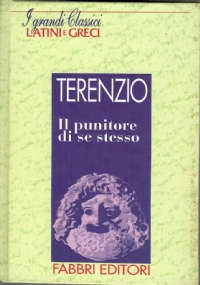 I grandi Classici
LATINI E GRECI
TERENZIO
Il punitore
di se stesso
FABBRI EDITORI